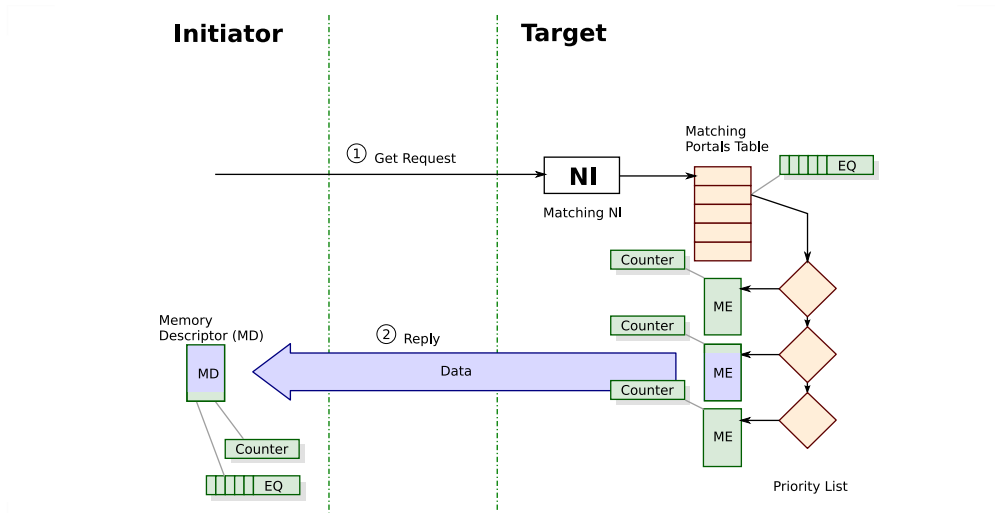 Initiator
Target
Matching
Portals Table
1 Get Request
EQ
NI
Matching NI
Counter
ME
Memory
Descriptor (MD)
2 Reply
Counter
MD
Data
ME
Counter
ME
Counter
EQ
Priority List